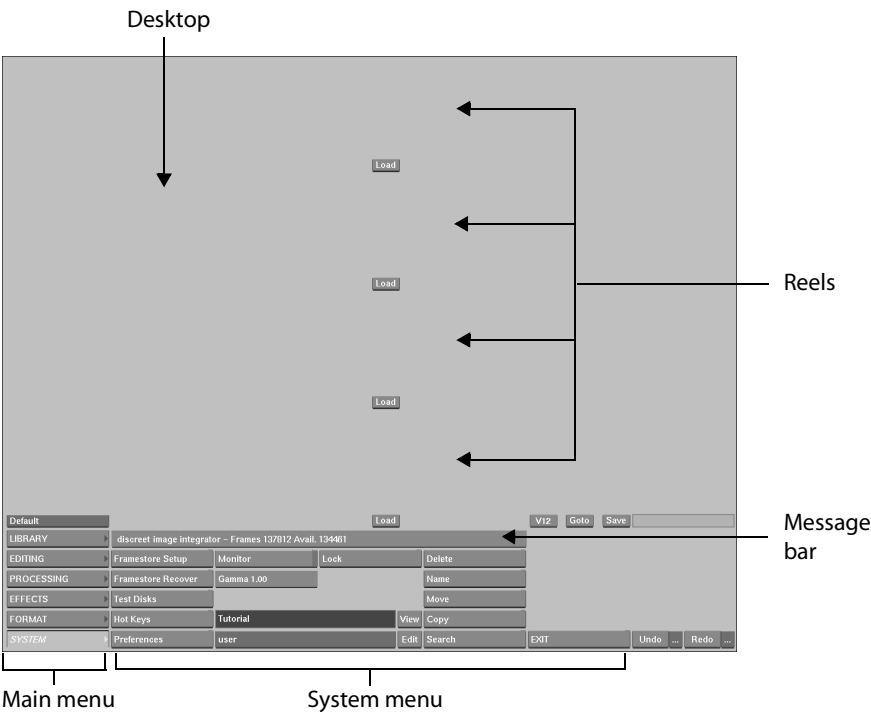 Desktop
Load
Load
Reels
Load
Default Load V12 Goto Save
Message
bar
LIBRARY discreet image integrator – Frames 137812 Avail. 134461
EDITING Framestore Setup Monitor Lock Delete
PROCESSING Framestore Recover Gamma 1.00 Name
EFFECTS Test Disks Move
FORMAT Hot Keys Tutorial View Copy
SYSTEM Preferences user Edit Search EXIT Undo ... Redo ...
Main menu System menu